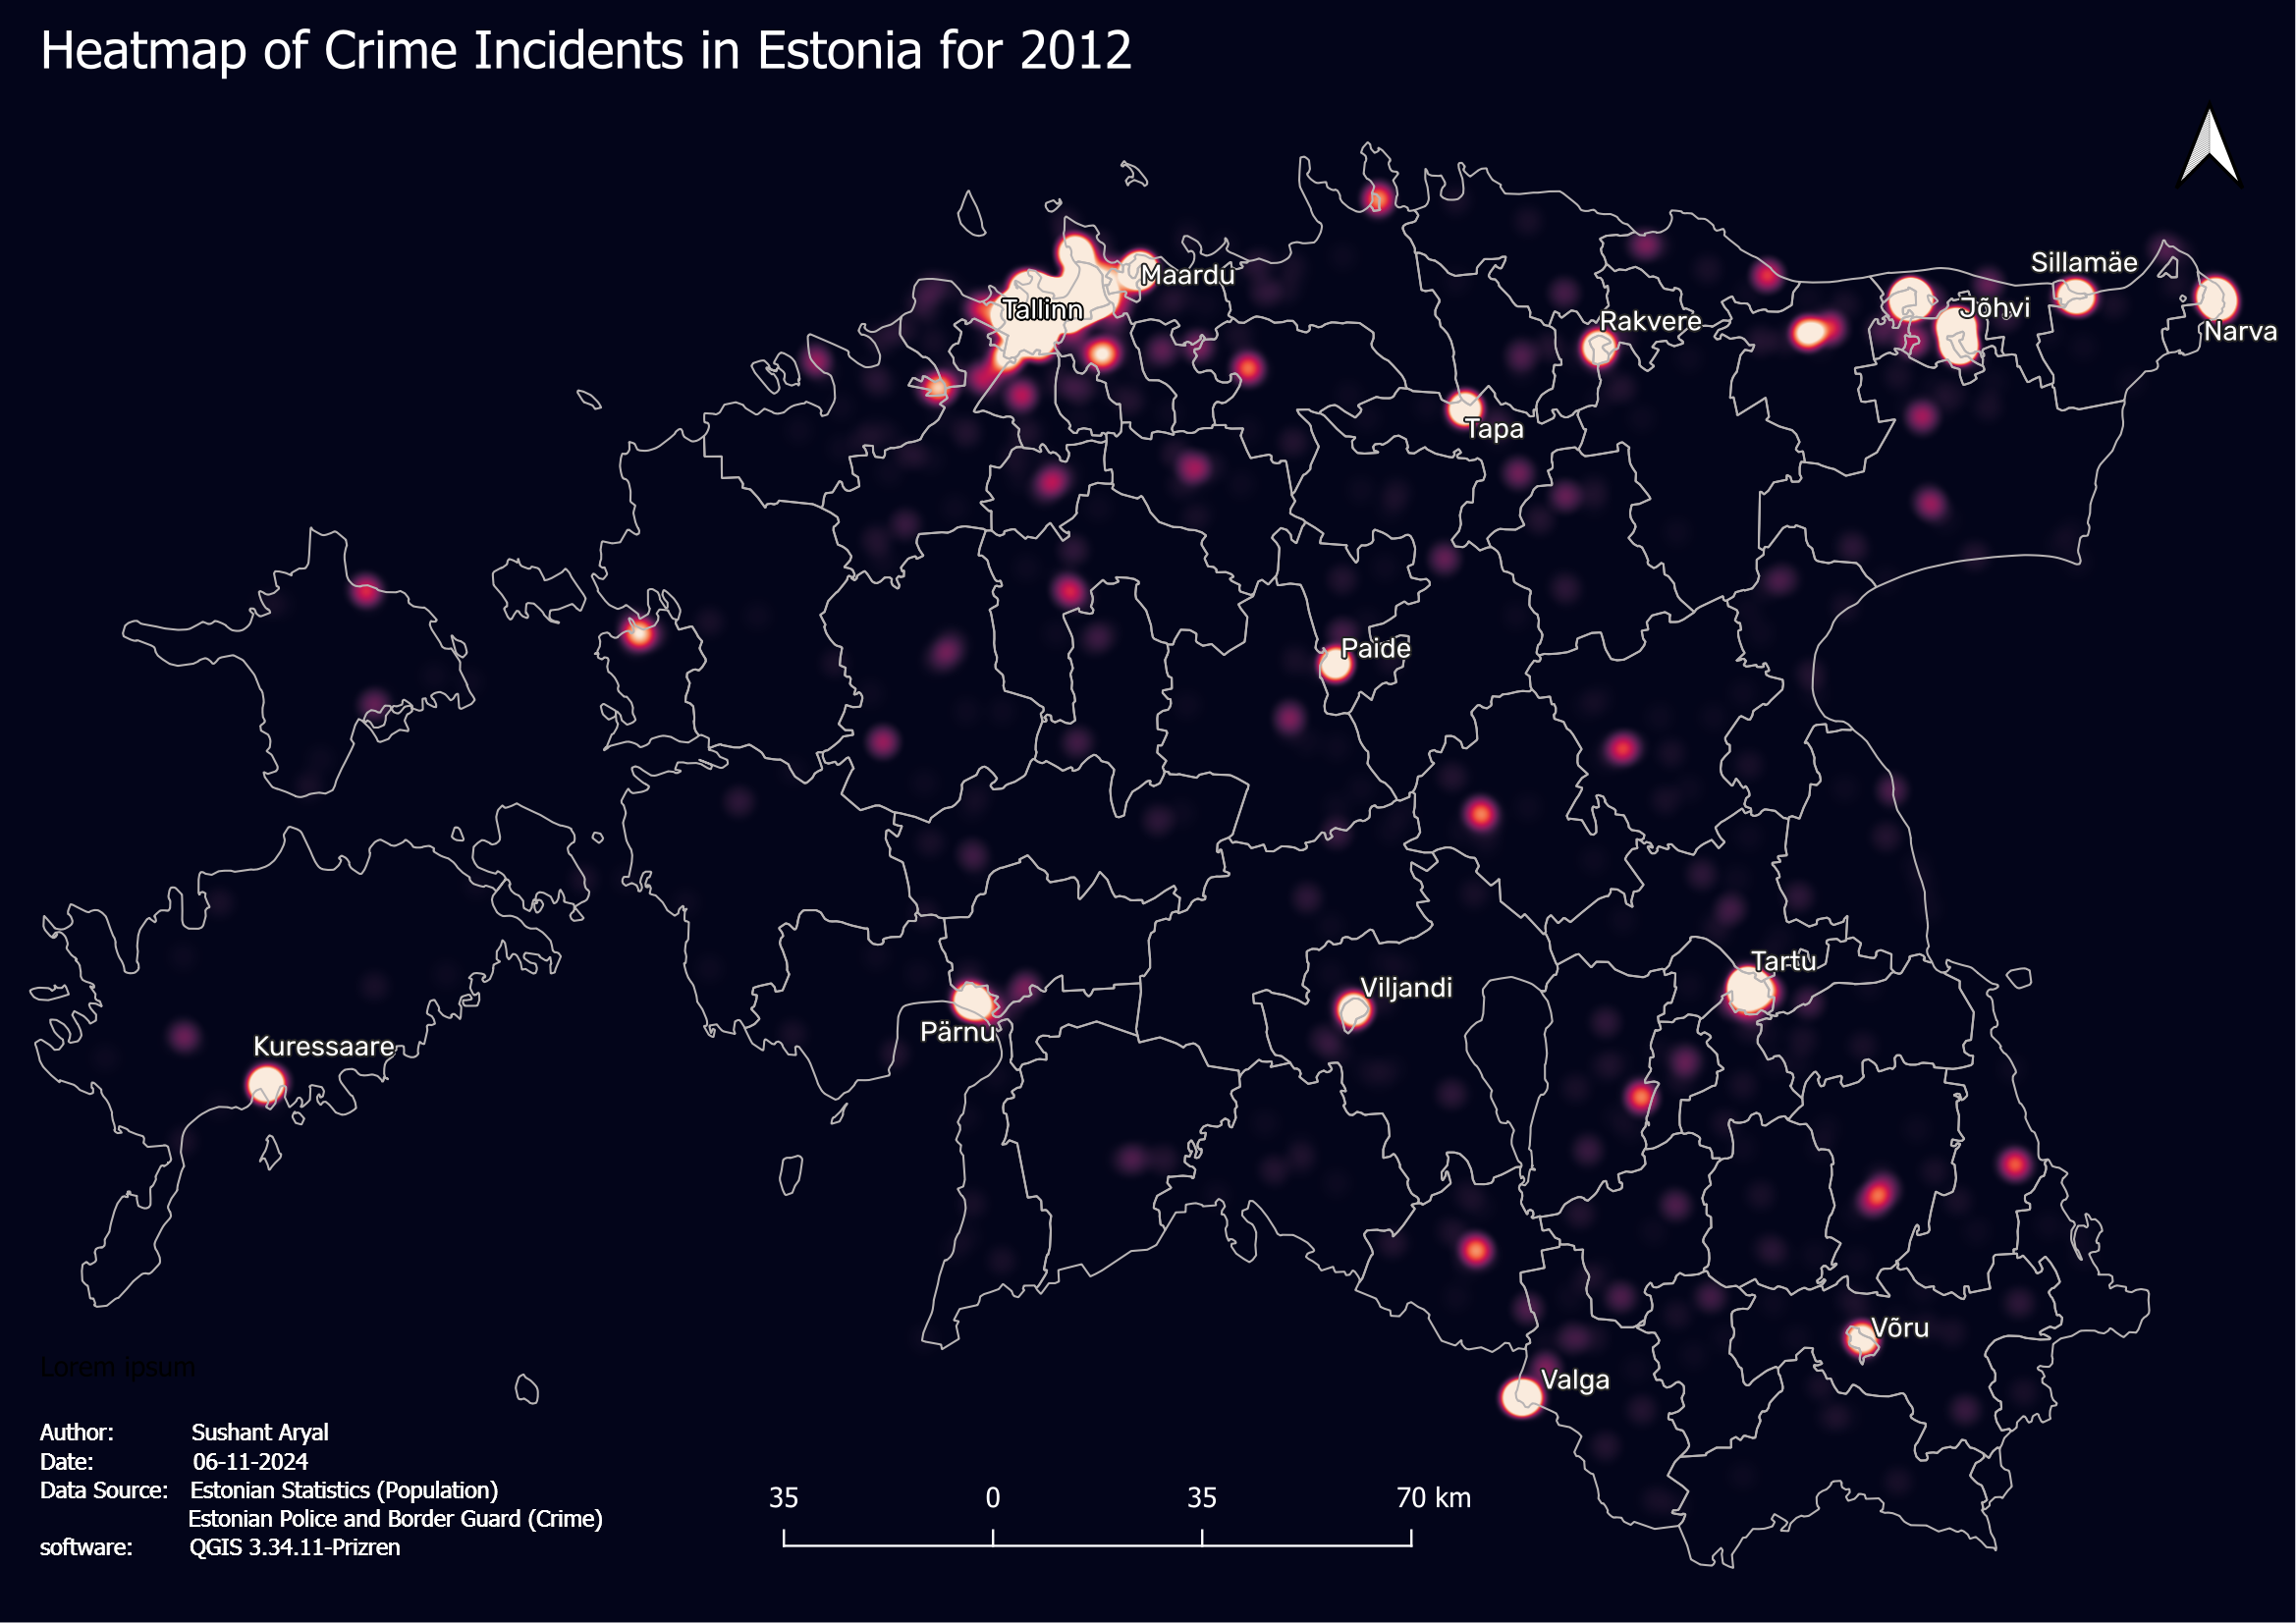 Heatmap of Crime Incidents in Estonia for 2012
Maardu
Tallinn
Sillamäe
Jõhvi
Narva
Rakvere
Tapa
Paide
Tartu
Viljandi
Pärnu
Kuressaare
Võru
Valga
Lorem ipsum
Author: Sushant Aryal
Date: 06-11-2024
Data Source: Estonian Statistics (Population)
Estonian Police and Border Guard (Crime)
software: QGIS 3.34.11-Prizren
35 0 35 70 km